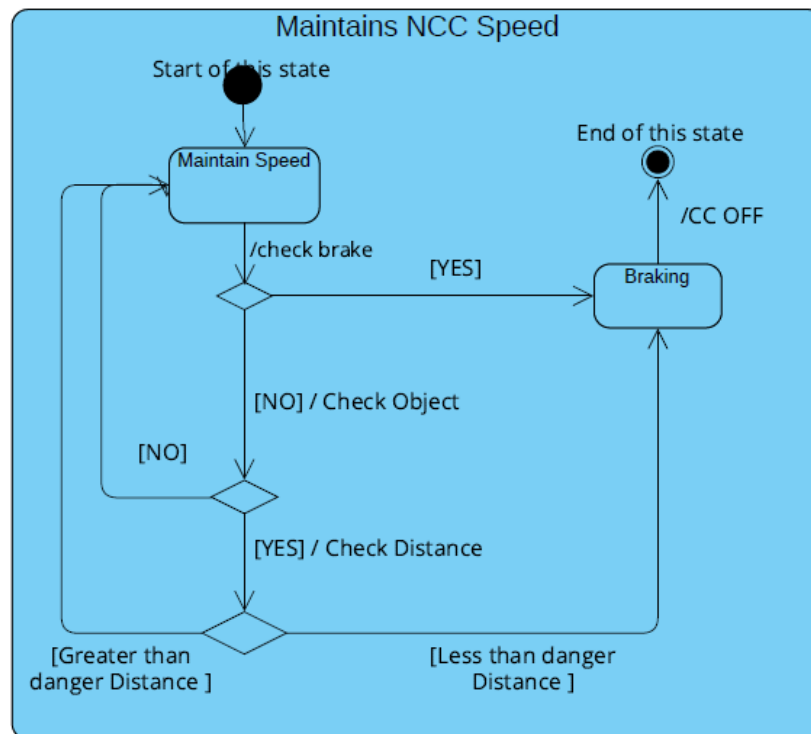 Maintains NCC Speed
Start of this state
End of this state
Maintain Speed
/CC OFF
/check brake
[YES]
Braking
[NO] / Check Object
[NO]
[YES] / Check Distance
[Greater than
danger Distance ]
[Less than danger
Distance ]